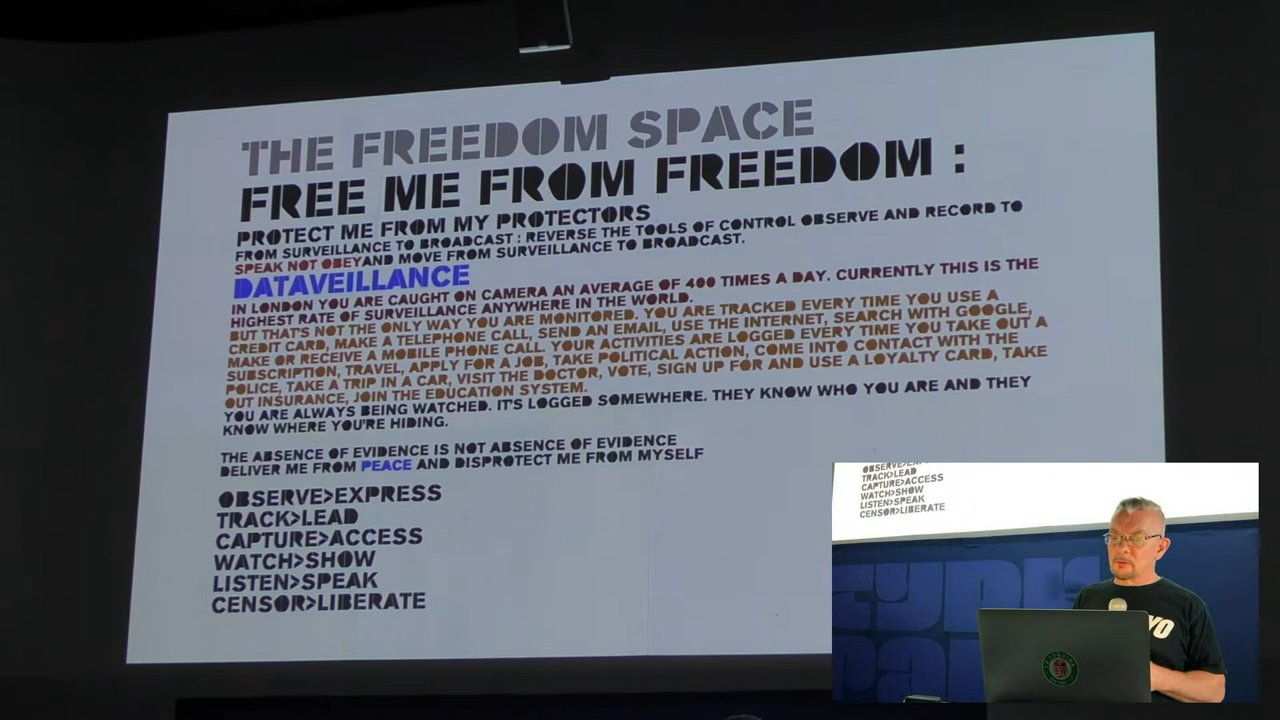 THE FREEDOM SPACE
FREE ME FROM FREEDOM :
PROTECT ME FROM MY PROTECTORS
FROM SURVEILLANCE TO BROADCAST : REVERSE THE TOOLS OF CONTROL OBSERVE AND RECORD TO
SPEAK NOT OBEYAND MOVE FROM SURVEILLANCE TO BROADCAST.
DATAVEILLANCE
IN LONDON YOU ARE CAUGHT ON CAMERA AN AVERAGE OF 400 TIMES A DAY. CURRENTLY THIS IS THE
HIGHEST RATE OF SURVEILLANCE ANYWHERE IN THE WORLD.
BUT THAT'S NOT THE ONLY WAY YOU ARE MONITORED. YOU ARE TRACKED EVERY TIME YOU USE A
CREDIT CARD, MAKE A TELEPHONE CALL, SEND AN EMAIL, USE THE INTERNET, SEARCH WITH GOOGLE,
MAKE OR RECEIVE A MOBILE PHONE CALL. YOUR ACTIVITIES ARE LOGGED EVERY TIME YOU TAKE OUT A
SUBSCRIPTION, TRAVEL, APPLY FOR A JOB, TAKE POLITICAL ACTION, COME INTO CONTACT WITH THE
POLICE, TAKE A TRIP IN A CAR, VISIT THE DOCTOR, VOTE, SIGN UP FOR AND USE A LOYALTY CARD, TAKE
OUT INSURANCE, JOIN THE EDUCATION SYSTEM.
YOU ARE ALWAYS BEING WATCHED. IT'S LOGGED SOMEWHERE. THEY KNOW WHO YOU ARE AND THEY
KNOW WHERE YOU'RE HIDING.
THE ABSENCE OF EVIDENCE IS NOT ABSENCE OF EVIDENCE
DELIVER ME FROM PEACE AND DISPROTECT ME FROM MYSELF
OBSERVE>EXPRESS
TRACK>LEAD
CAPTURE>ACCESS
WATCH>SHOW
LISTEN>SPEAK
CENSOR>LIBERATE
TRACK>LEAD
CAPTURE>ACCESS
WATCH>SHOW
LISTEN>SPEAK
CENSOR>LIBERATE